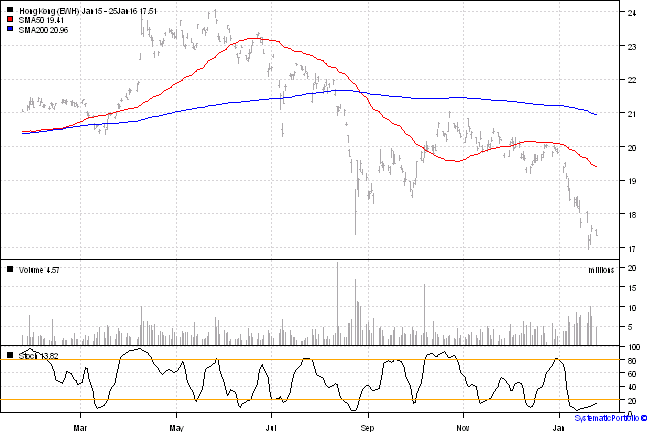 Hong Kong (EWH) Jan15 - 25Jan16 17.51
SMA50 19.41
SMA200 20.96
24
23
22
21
20
19
18
17
Volume 4.57
millions
20
15
10
5
Stoch 13.82
100
80
60
40
20
0
Mar
May
Jul
Sep
Nov
Jan
SystematicPortfolio ©